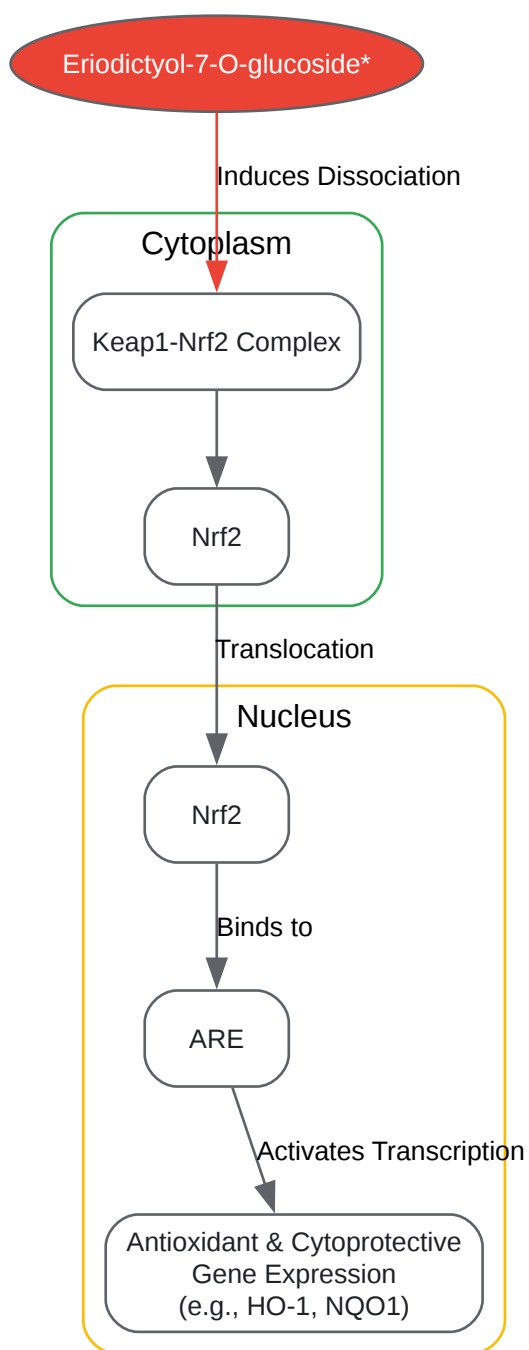 Eriodictyol-7-O-glucoside*
Induces Dissociation
Cytoplasm
Keap1-Nrf2 Complex
Nrf2
Translocation
Nucleus
Nrf2
Binds to
ARE
Activates Transcription
Antioxidant & Cytoprotective
Gene Expression
(e.g., HO-1, NQO1)